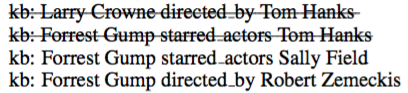 kb: Larry Crowne directed_by Tom Hanks
kb: Forrest Gump starred_actors Tom Hanks
kb: Forrest Gump starred_actors Sally Field
kb: Forrest Gump directed_by Robert Zemeckis